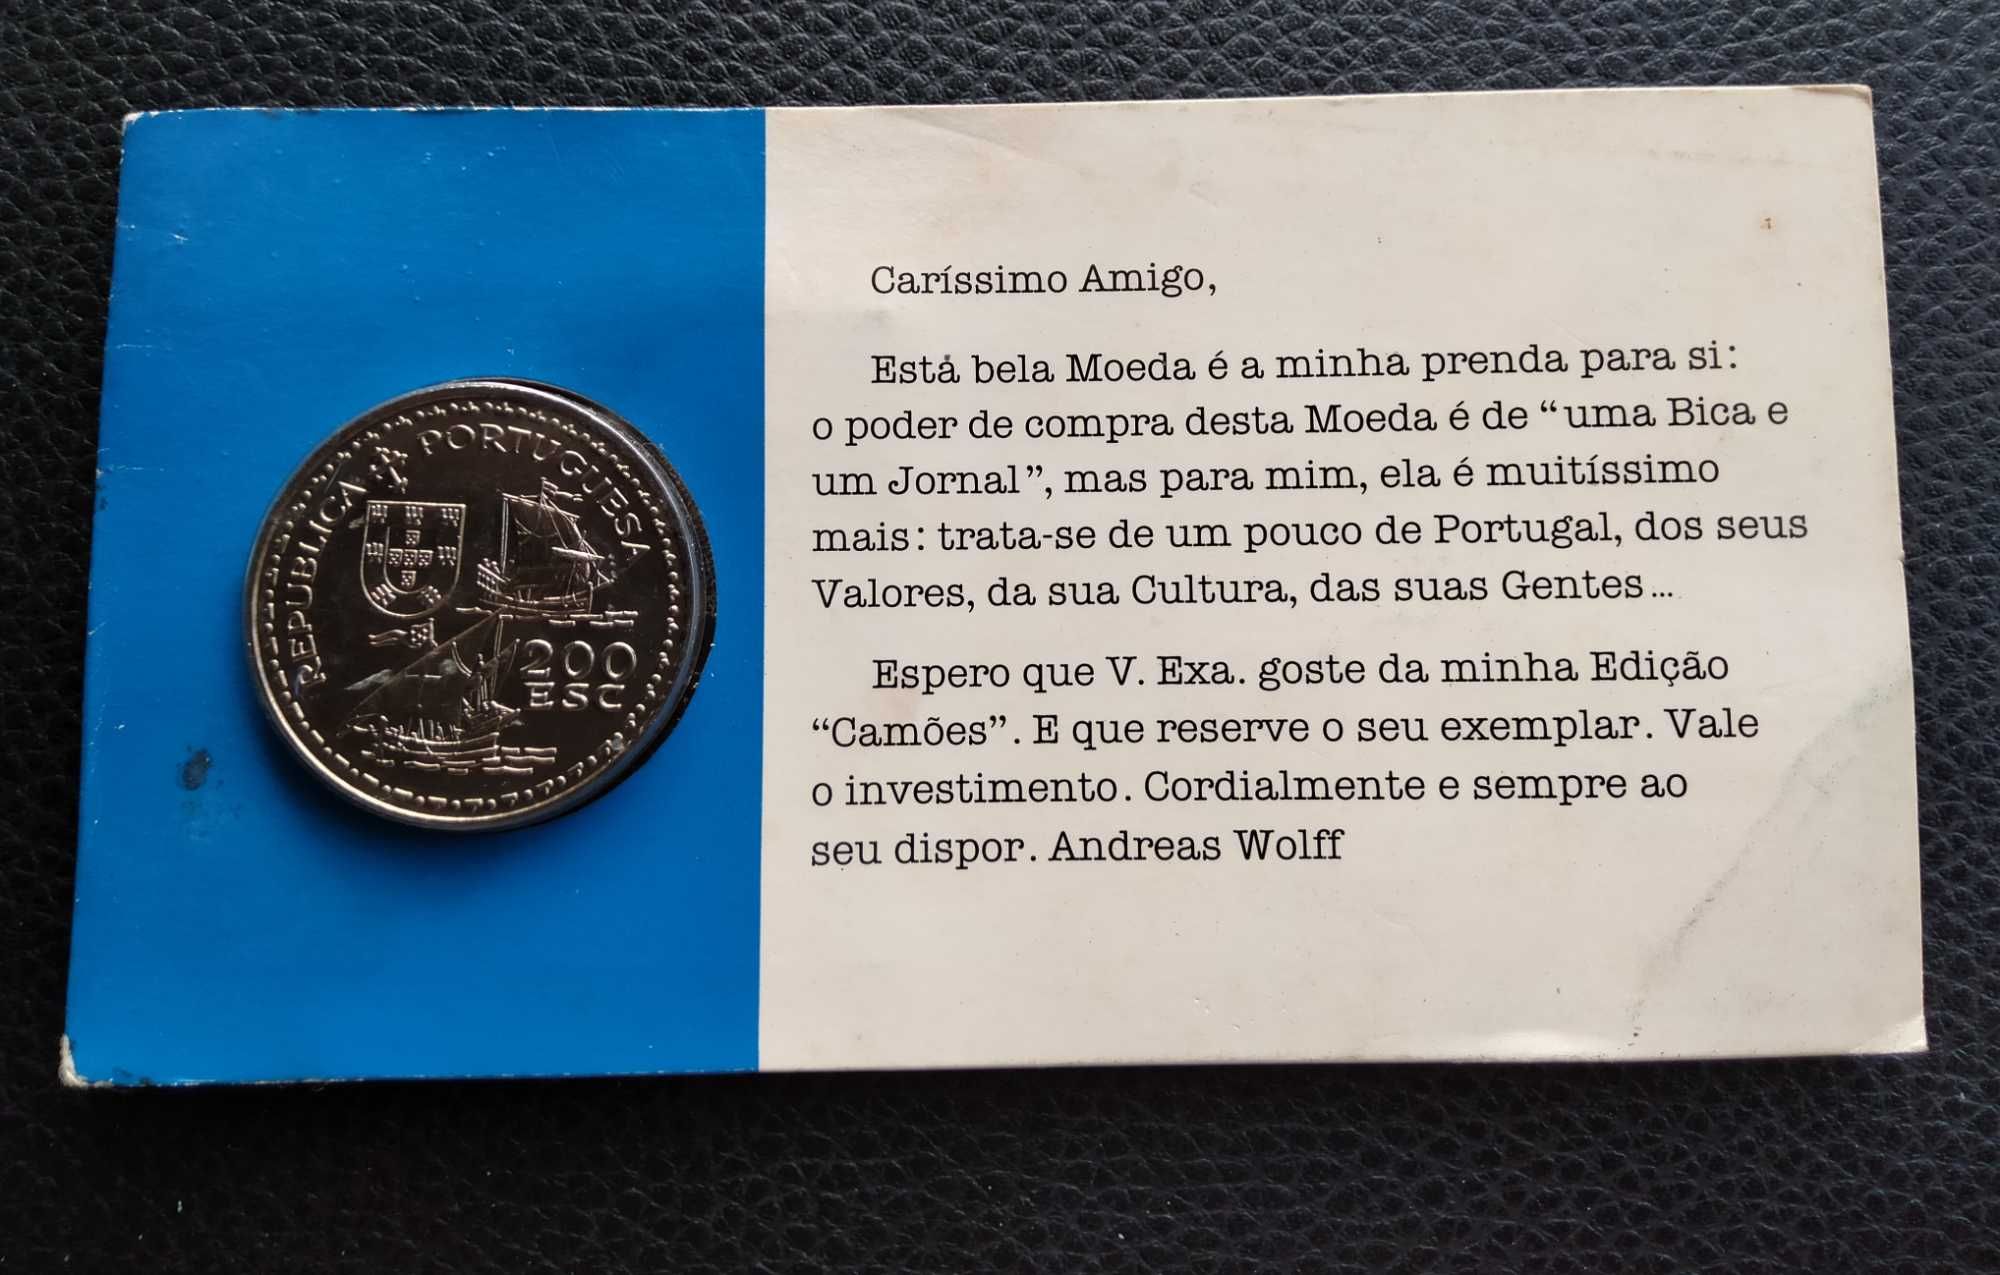 REPUBLICA PORTUGUESA
200
ESC
Caríssimo Amigo,
Està bela Moeda é a minha prenda para si:
o poder de compra desta Moeda é de “uma Bica e
um Jornal”, mas para mim, ela é muitíssimo
mais: trata-se de um pouco de Portugal, dos seus
Valores, da sua Cultura, das suas Gentes...
Espero que V. Exa. goste da minha Edição
“Camões”. E que reserve o seu exemplar. Vale
o investimento. Cordialmente e sempre ao
seu dispor. Andreas Wolff